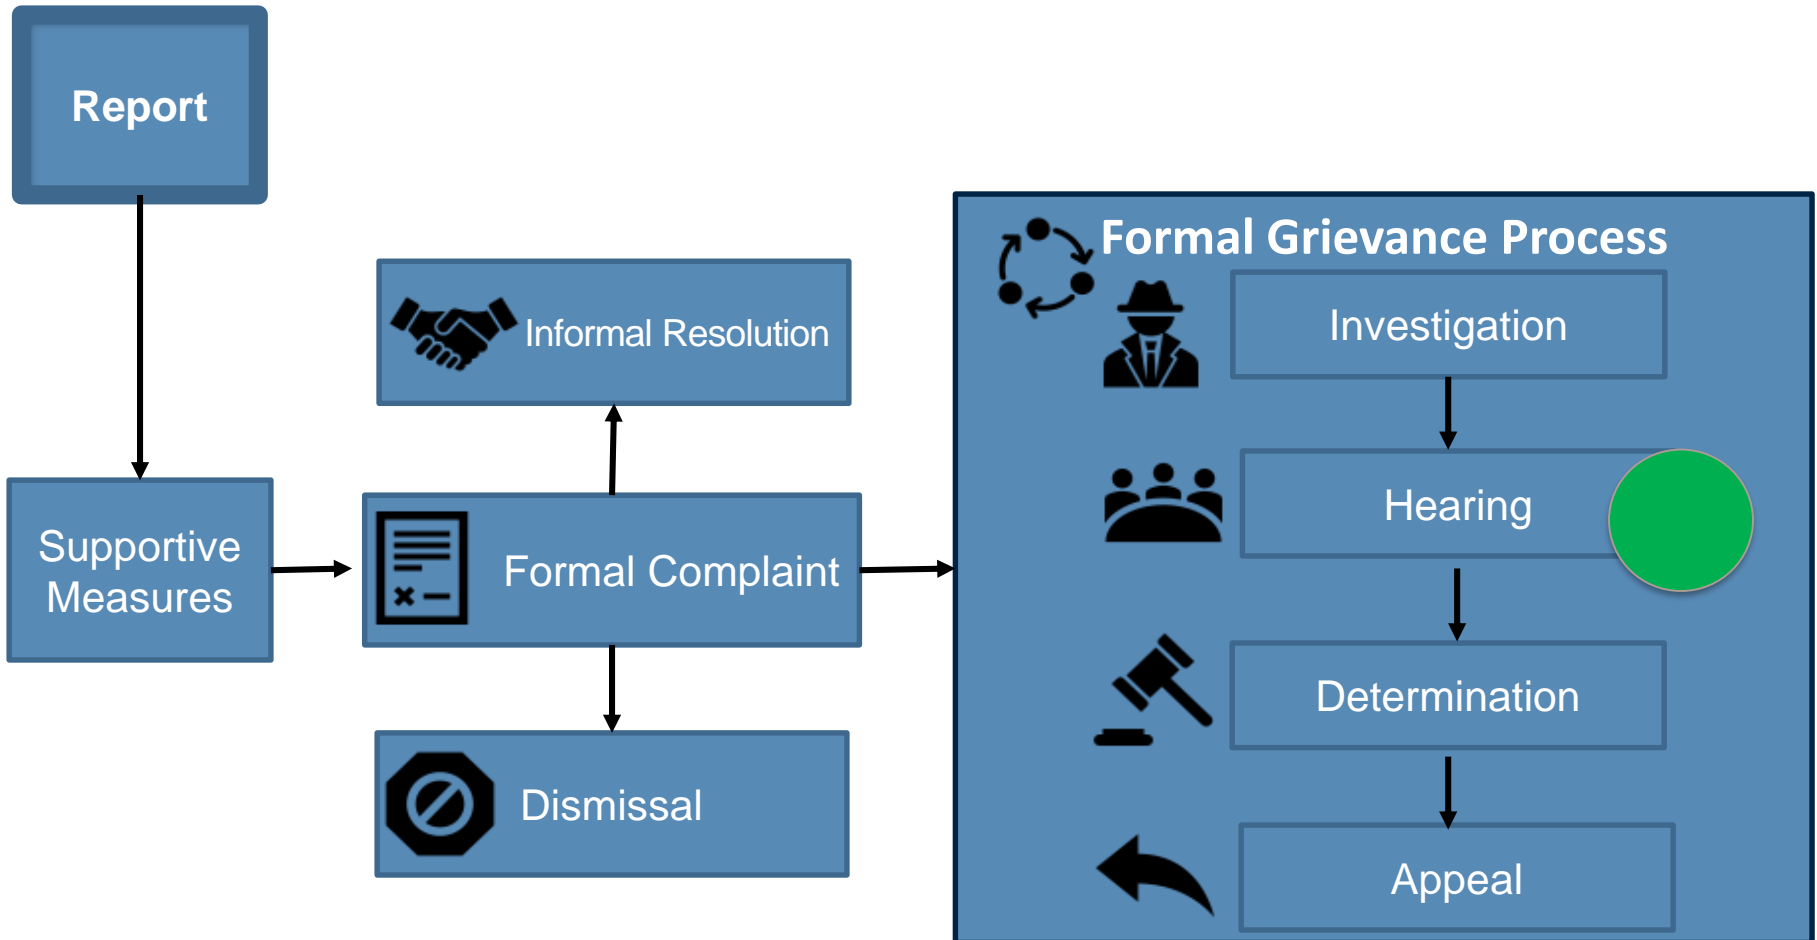 Report
Supportive
Measures
Informal Resolution
Formal Complaint
Dismissal
Formal Grievance Process
Investigation
Hearing
Determination
Appeal